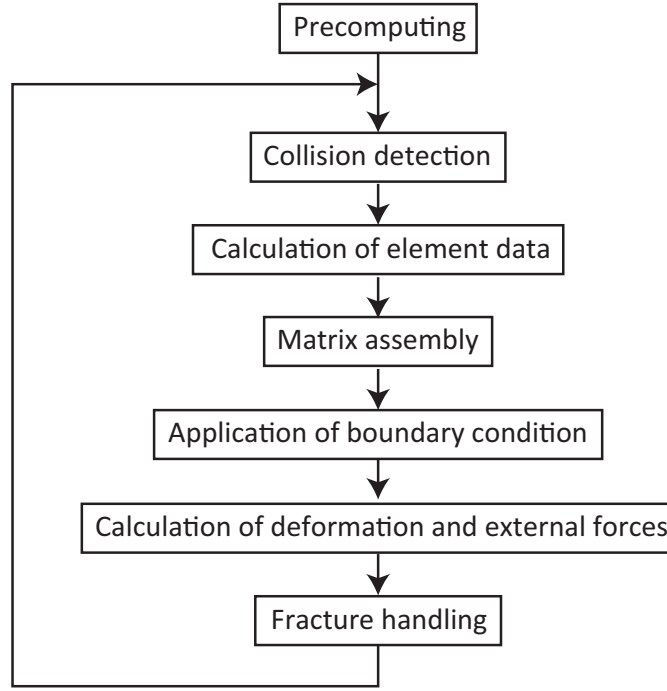 Precomputing
Collision detection
Calculation of element data
Matrix assembly
Application of boundary condition
Calculation of deformation and external forces
Fracture handling